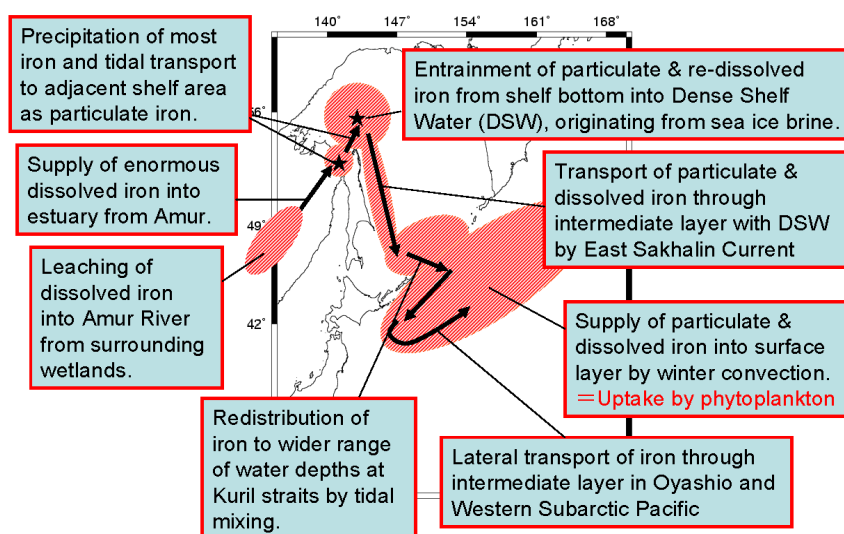 140° 147° 154° 161° 168°
Precipitation of most
iron and tidal transport
to adjacent shelf area
as particulate iron.
Entrainment of particulate & re-dissolved
iron from shelf bottom into Dense Shelf
Water (DSW), originating from sea ice brine.
Supply of enormous
dissolved iron into
estuary from Amur.
Transport of particulate &
dissolved iron through
intermediate layer with DSW
by East Sakhalin Current
49°
Leaching of
dissolved iron
into Amur River
from surrounding
wetlands.
42°
Supply of particulate &
dissolved iron into surface
layer by winter convection.
=Uptake by phytoplankton
Redistribution of
iron to wider range
of water depths at
Kuril straits by tidal
mixing.
Lateral transport of iron through
intermediate layer in Oyashio and
Western Subarctic Pacific